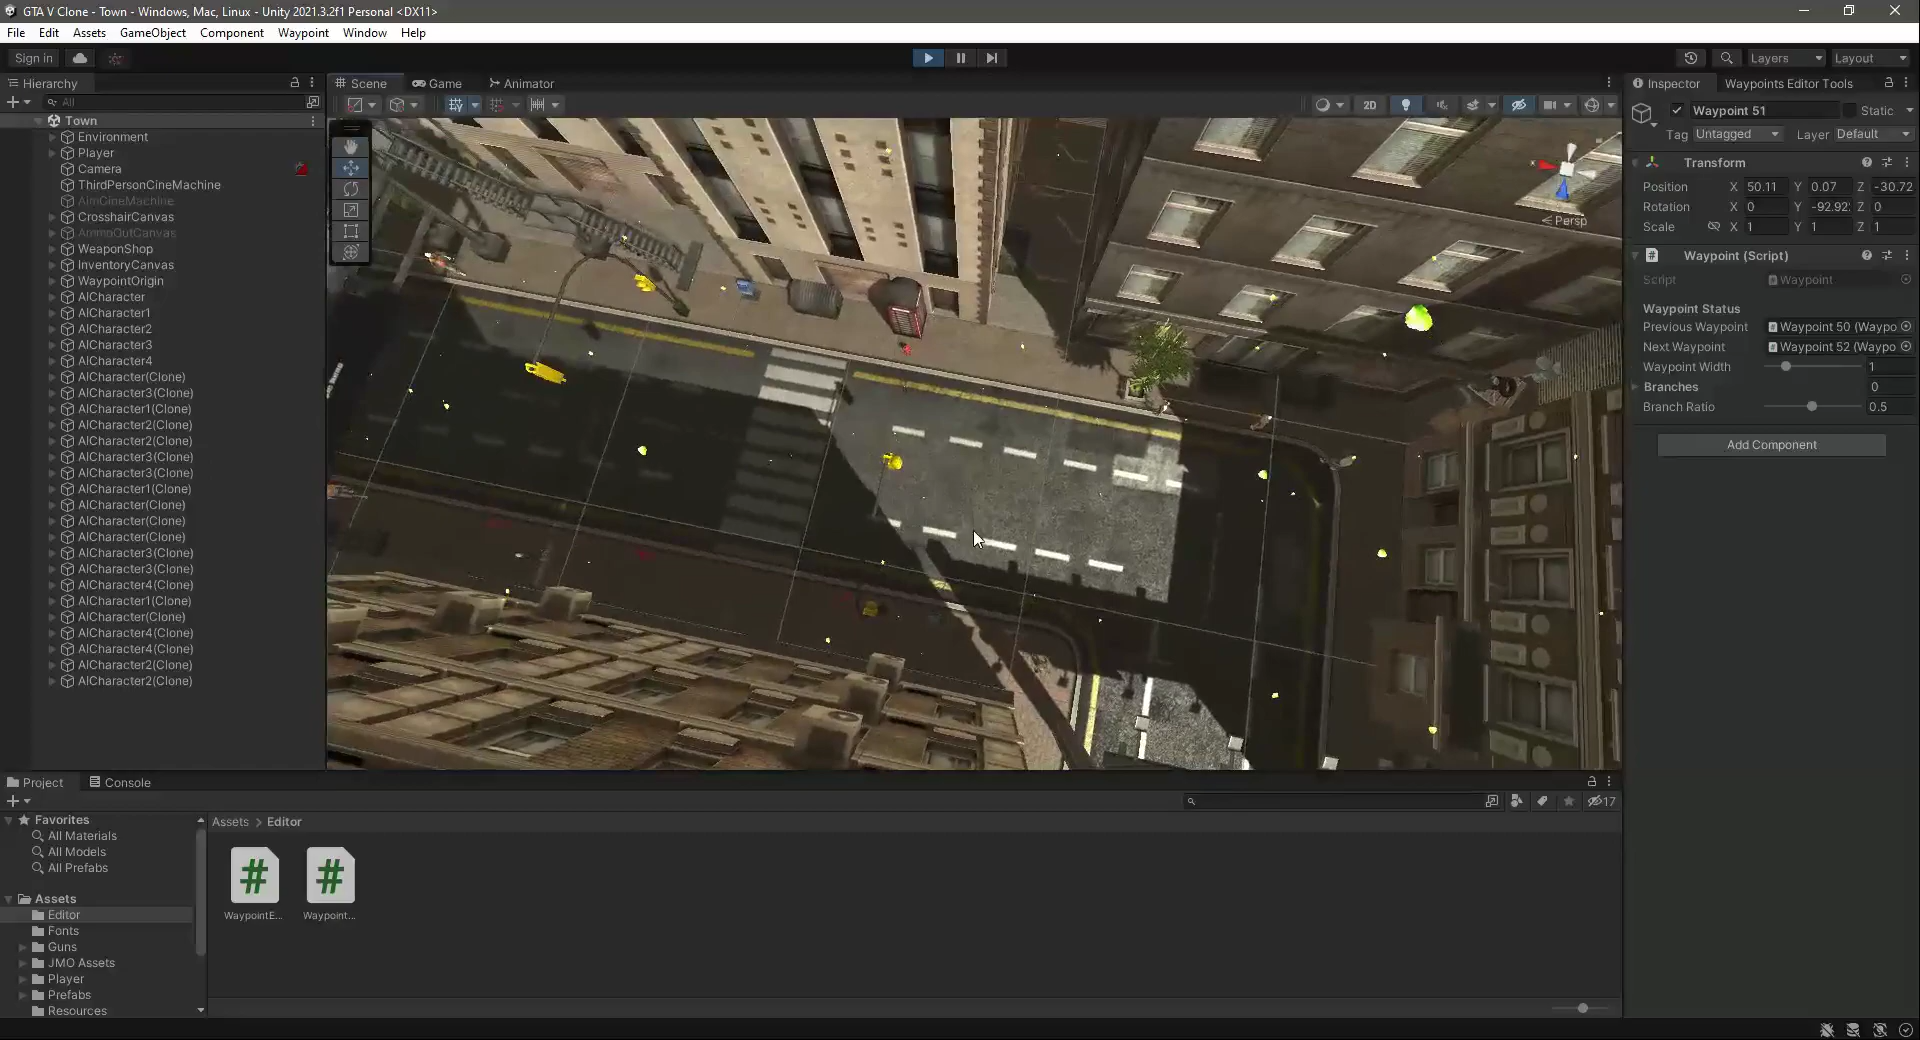 GTA V Clone - Town - Windows, Mac, Linux - Unity 2021.3.2f1 Personal <DX11>
File Edit Assets GameObject Component Waypoint Window Help
Sign in
Layers
Layout
Hierarchy
All
Town
Environment
Player
Camera
ThirdPersonCineMachine
AimCineMachine
CrosshairCanvas
AmmoOutCanvas
WeaponShop
InventoryCanvas
WaypointOrigin
AICharacter
AICharacter1
AICharacter2
AICharacter3
AICharacter4
AICharacter(Clone)
AICharacter3(Clone)
AICharacter1(Clone)
AICharacter2(Clone)
AICharacter2(Clone)
AICharacter3(Clone)
AICharacter3(Clone)
AICharacter1(Clone)
AICharacter(Clone)
AICharacter(Clone)
AICharacter(Clone)
AICharacter3(Clone)
AICharacter3(Clone)
AICharacter4(Clone)
AICharacter1(Clone)
AICharacter(Clone)
AICharacter4(Clone)
AICharacter4(Clone)
AICharacter2(Clone)
AICharacter2(Clone)
Scene Game Animator
2D
Persp
Inspector Waypoints Editor Tools
Waypoint 51 Static
Tag Untagged Layer Default
Transform
Position X 50.11 Y 0.07 Z -30.72
Rotation X 0 Y -92.92 Z 0
Scale X 1 Y 1 Z 1
Waypoint (Script)
Script Waypoint
Waypoint Status
Previous Waypoint Waypoint 50 (Waypo
Next Waypoint Waypoint 52 (Waypo
Waypoint Width 1
Branches 0
Branch Ratio 0.5
Add Component
Project Console
17
Favorites
All Materials
All Models
All Prefabs
Assets
Editor
Fonts
Guns
JMO Assets
Player
Prefabs
Resources
Assets > Editor
WaypointE...
Waypoint...